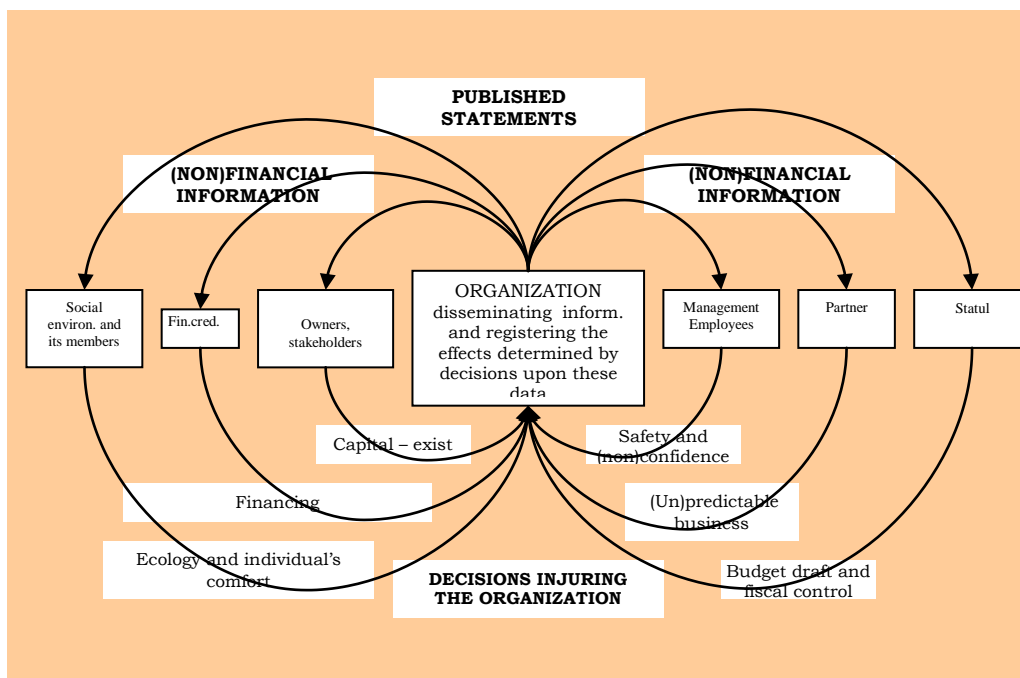 PUBLISHED
STATEMENTS
(NON)FINANCIAL
INFORMATION
(NON)FINANCIAL
INFORMATION
Social
environ. and
its members
Fin.cred.
Owners,
stakeholders
ORGANIZATION
disseminating inform.
and registering the
effects determined by
decisions upon these
data
Management
Employees
Partner
Statul
Capital – exist
Safety and
(non)confidence
Financing
(Un)predictable
business
Ecology and individual’s
comfort
DECISIONS INJURING
THE ORGANIZATION
Budget draft and
fiscal control